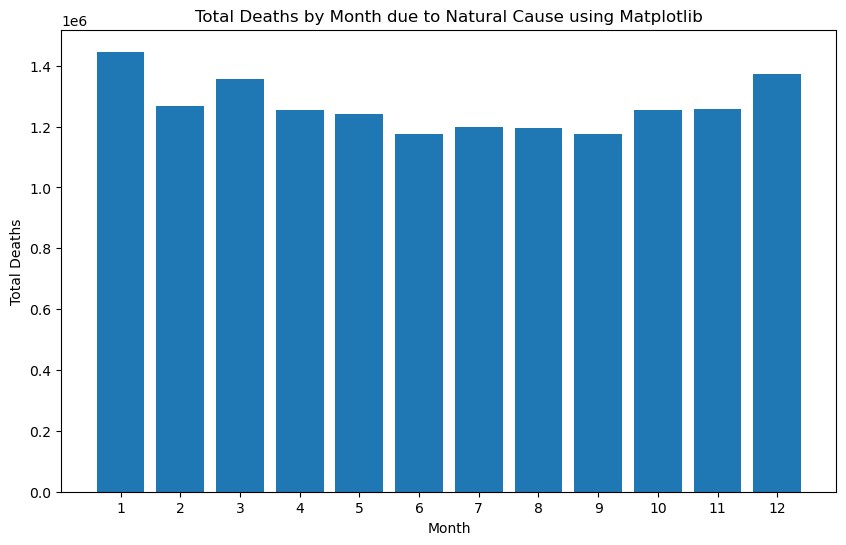 Total Deaths by Month due to Natural Cause using Matplotlib
1e6
1.4
1.2
1.0
0.8
0.6
0.4
0.2
0.0
Total Deaths
1 2 3 4 5 6 7 8 9 10 11 12
Month